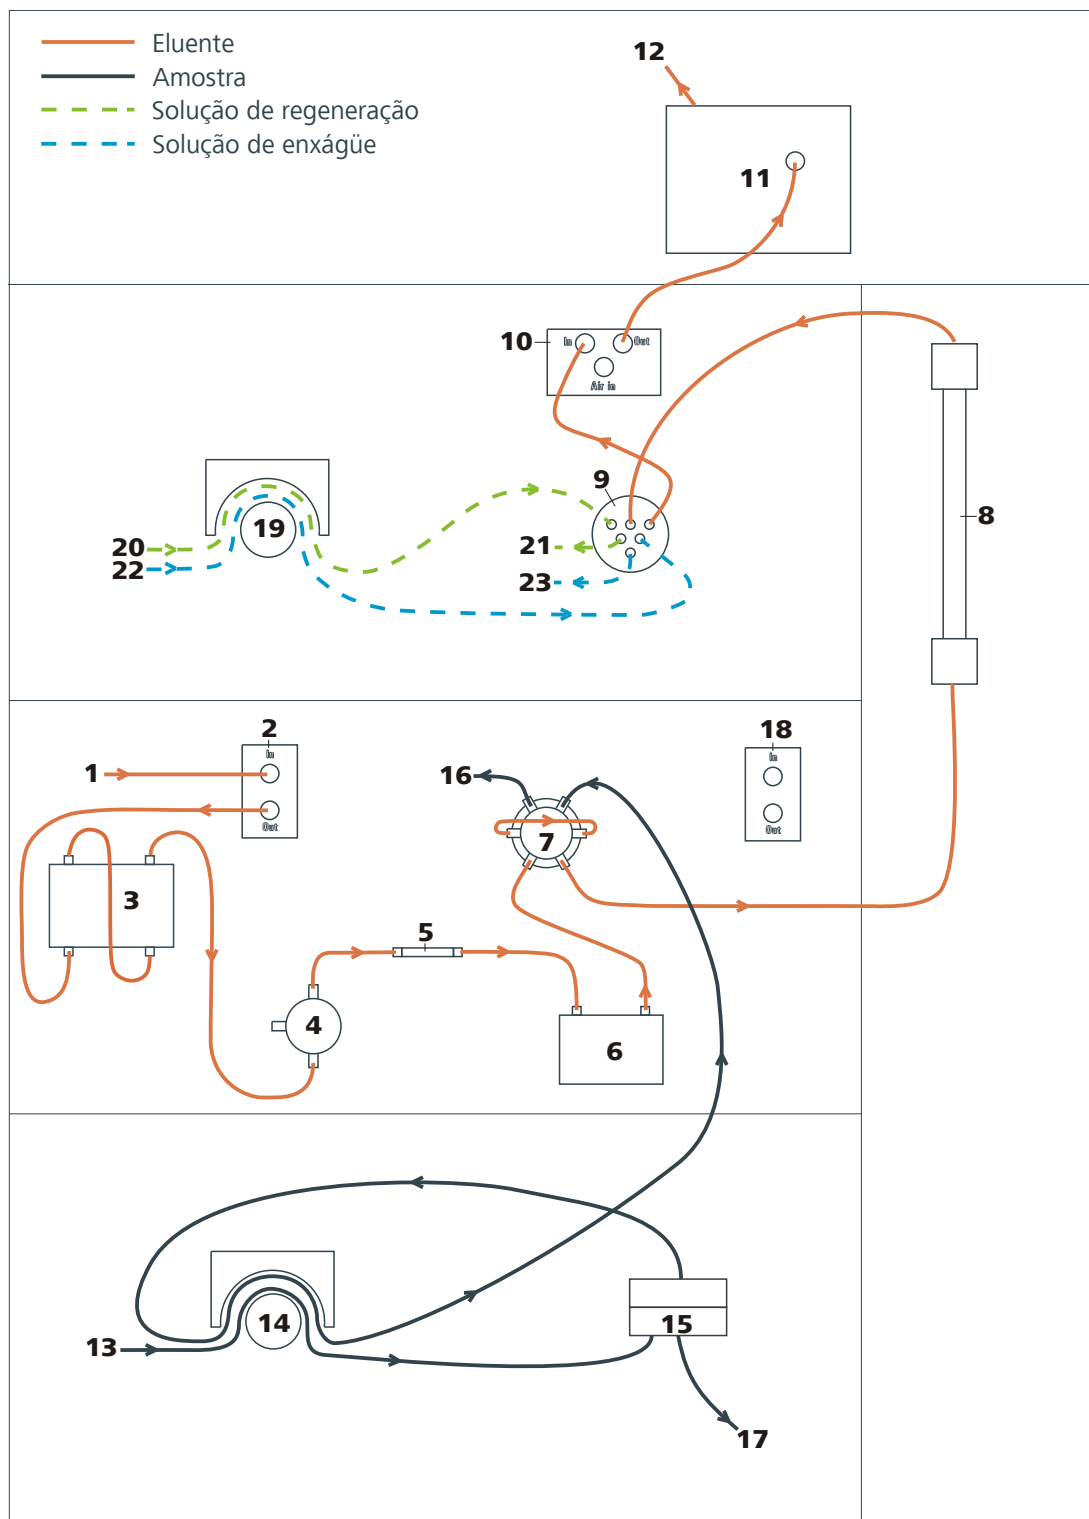 Eluente
Amostra
Solução de regeneração
Solução de enxágüe
12
11
10
In
Out
Air in
9
8
19
20
21
22
23
2
18
In
In
1
16
Out
Out
7
3
5
4
6
13
14
15
17